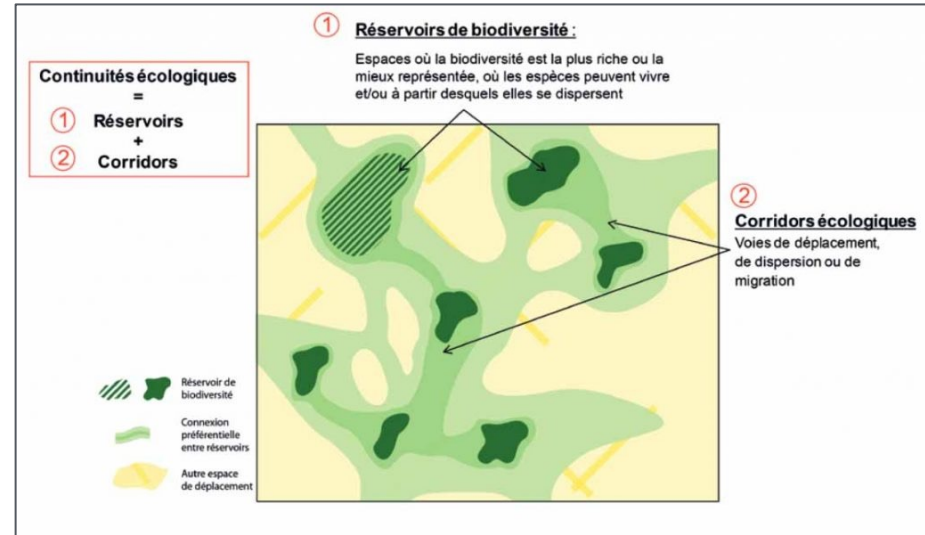 Continuités écologiques
=
① Réservoirs
+
② Corridors
① Réservoirs de biodiversité :
Espaces où la biodiversité est la plus riche ou la
mieux représentée, où les espèces peuvent vivre
et/ou à partir desquels elles se dispersent
②
Corridors écologiques
Voies de déplacement,
de dispersion ou de
migration
Réservoir de
biodiversité
Connexion
préférentielle
entre réservoirs
Autre espace
de déplacement